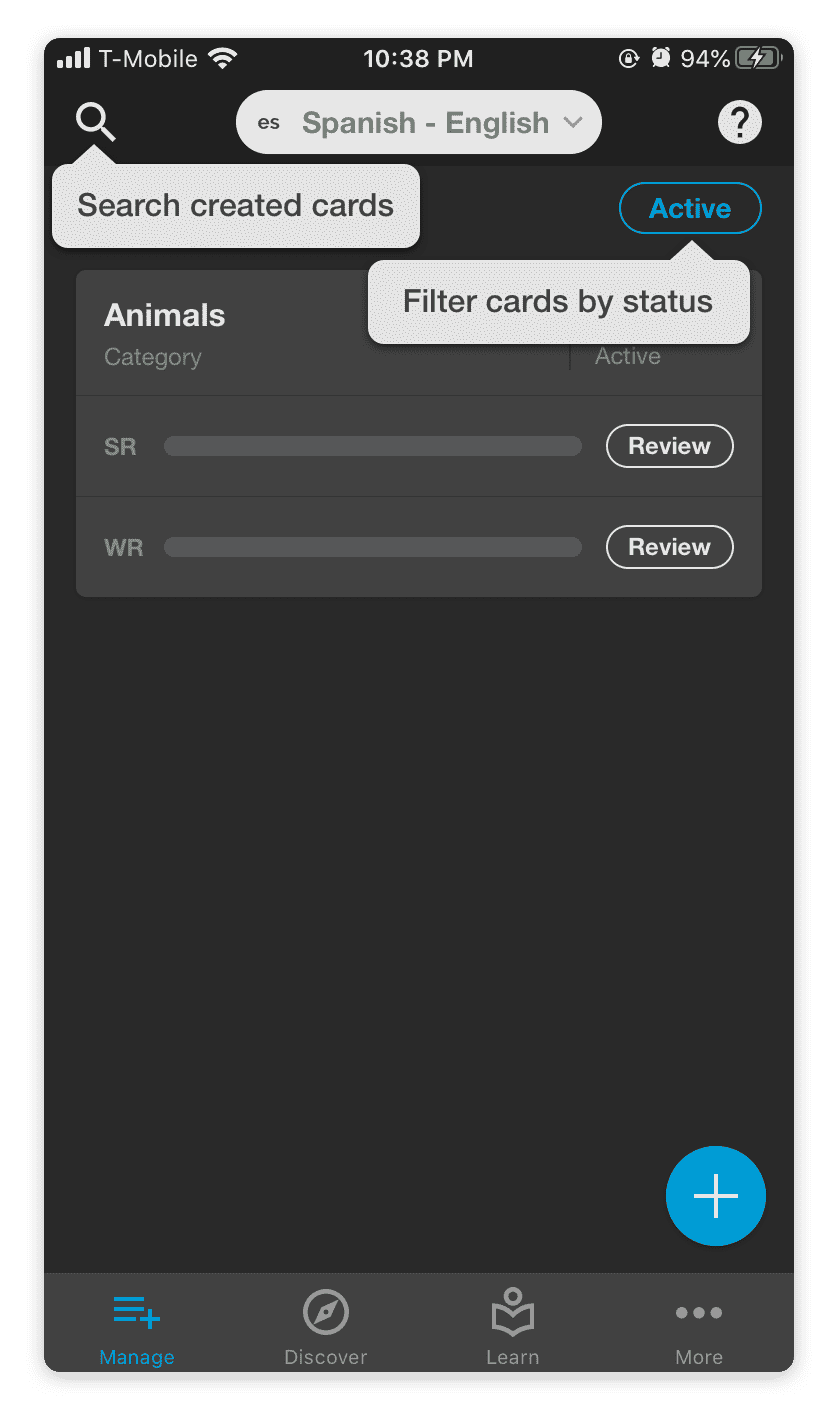 T-Mobile 10:38 PM 94%
es Spanish - English ?
Search created cards
Active
Filter cards by status
Animals
Category Active
SR Review
WR Review
Manage Discover Learn More